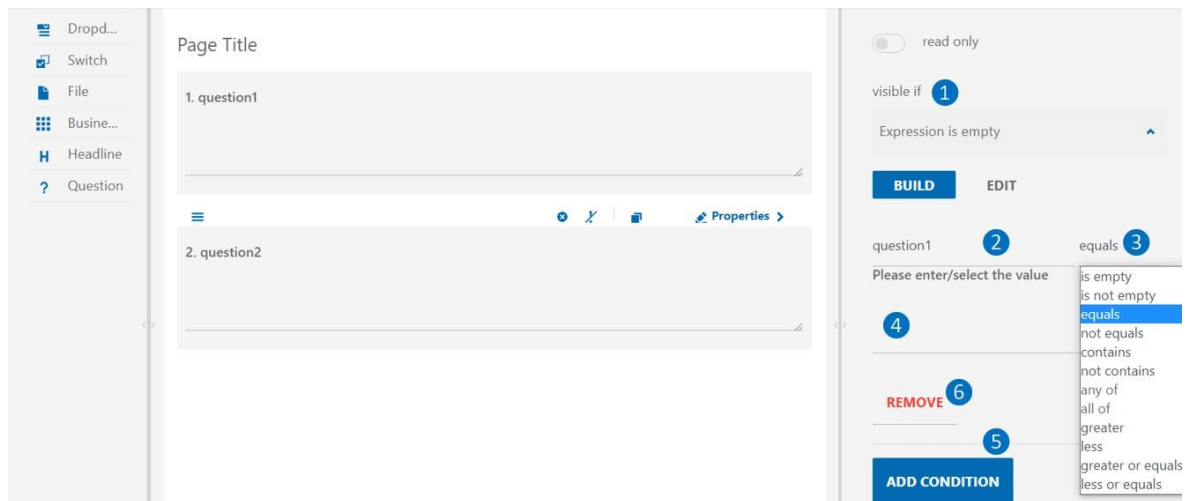 Dropd...
Switch
File
Busine...
H Headline
? Question
Page Title
1. question1
Properties
2. question2
read only
visible if 1
Expression is empty
BUILD EDIT
question1 2 equals 3
Please enter/select the value
4
is empty
is not empty
equals
not equals
contains
not contains
any of
all of
greater
less
greater or equals
less or equals
REMOVE 6
5
ADD CONDITION